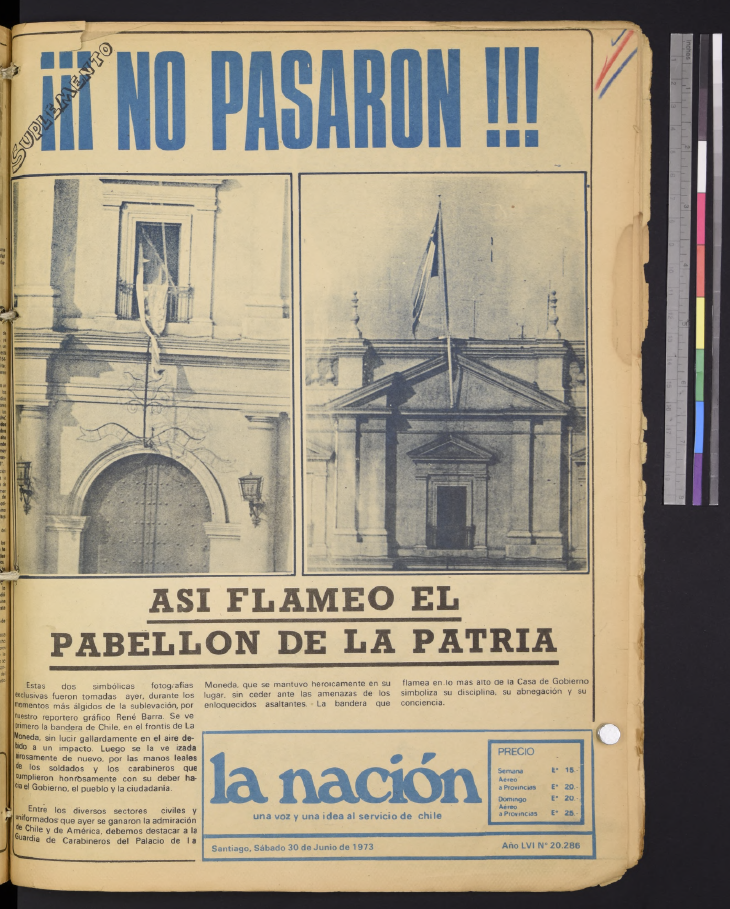 SUPLEMENTO
¡¡¡ NO PASARON !!!
ASI FLAMEO EL
PABELLON DE LA PATRIA
Estas dos simbólicas fotografías
exclusivas fueron tomadas ayer, durante los
momentos más álgidos de la sublevación, por
nuestro reportero gráfico René Barra. Se ve
primero la bandera de Chile, en el frontis de La
Moneda, sin lucir gallardamente en el aire de-
bido a un impacto. Luego se la ve izada
airosamente de nuevo, por las manos leales
de los soldados y los carabineros que
cumplieron honrosamente con su deber ha-
cia el Gobierno, el pueblo y la ciudadanía.
Entre los diversos sectores civiles y
uniformados que ayer se ganaron la admiración
de Chile y de América, debemos destacar a la
Guardia de Carabineros del Palacio de la
Moneda, que se mantuvo heroicamente en su
lugar, sin ceder ante las amenazas de los
enloquecidos asaltantes. La bandera que
flamea en lo más alto de la Casa de Gobierno
simboliza su disciplina, su abnegación y su
conciencia.
la nación
una voz y una idea al servicio de chile
PRECIO
Semana Eº 15.-
Aéreo
a Provincias Eº 20.-
Domingo Eº 20.-
Aéreo
a Provincias Eº 25.-
Santiago, Sábado 30 de Junio de 1973
Año LVI Nº 20.286